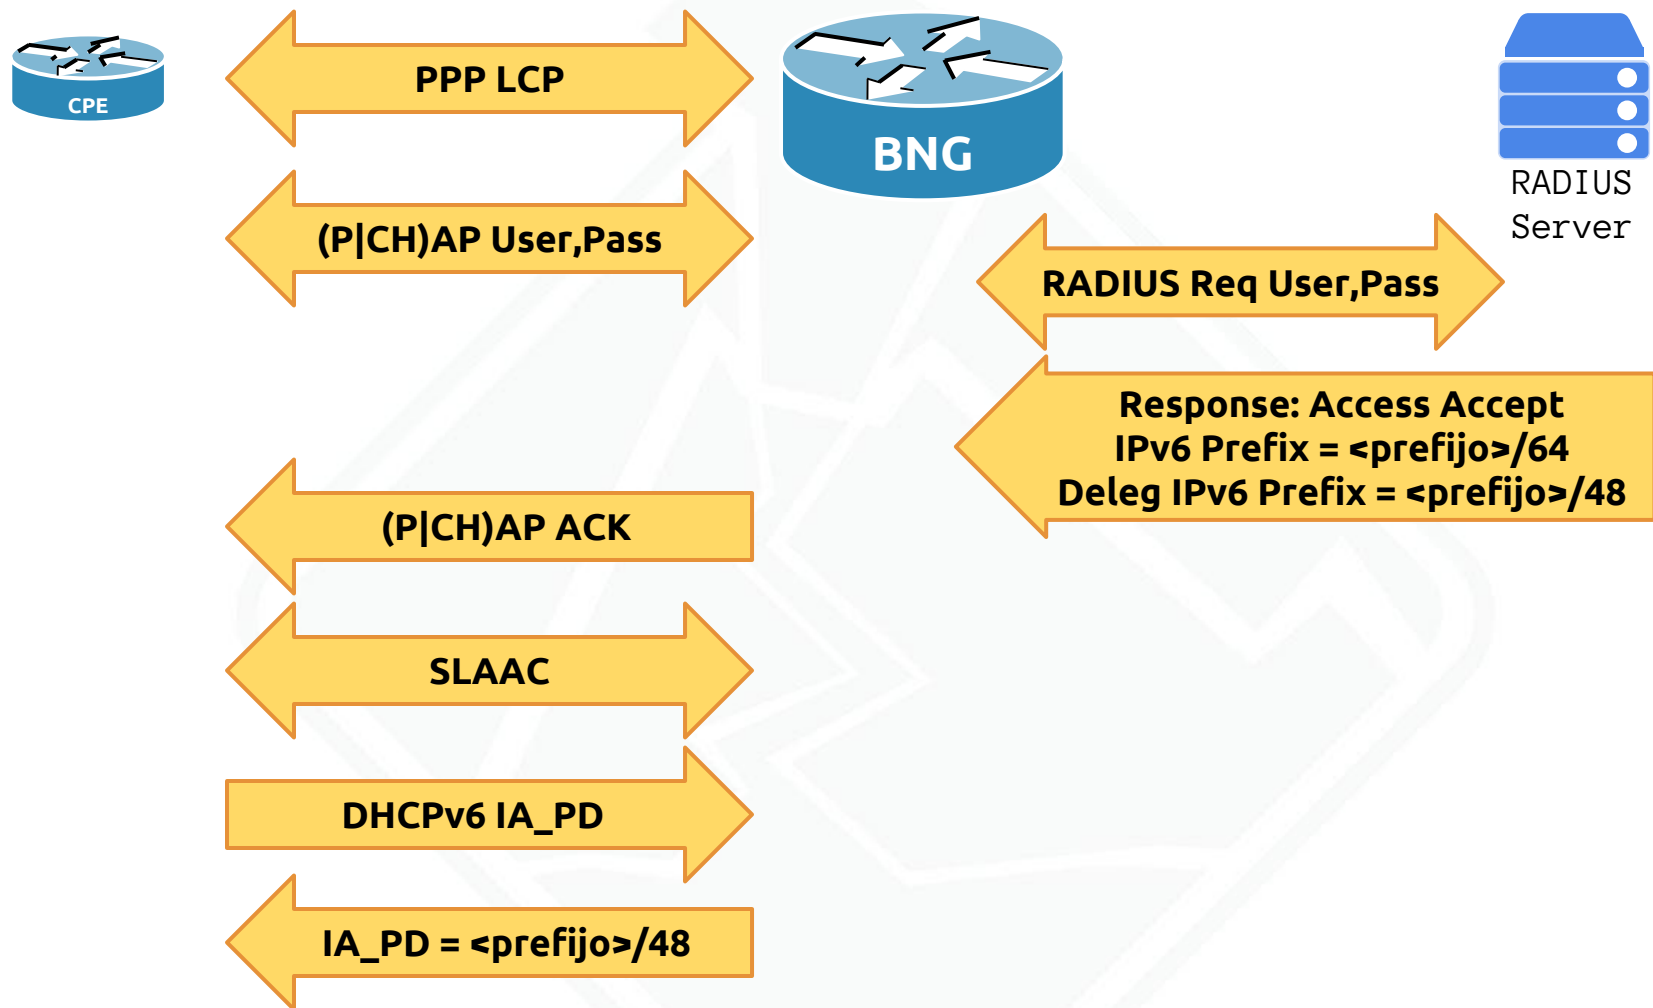 CPE
PPP LCP
BNG
RADIUS
Server
(P|CH)AP User,Pass
RADIUS Req User,Pass
Response: Access Accept
IPv6 Prefix = <prefijo>/64
Deleg IPv6 Prefix = <prefijo>/48
(P|CH)AP ACK
SLAAC
DHCPv6 IA_PD
IA_PD = <prefijo>/48